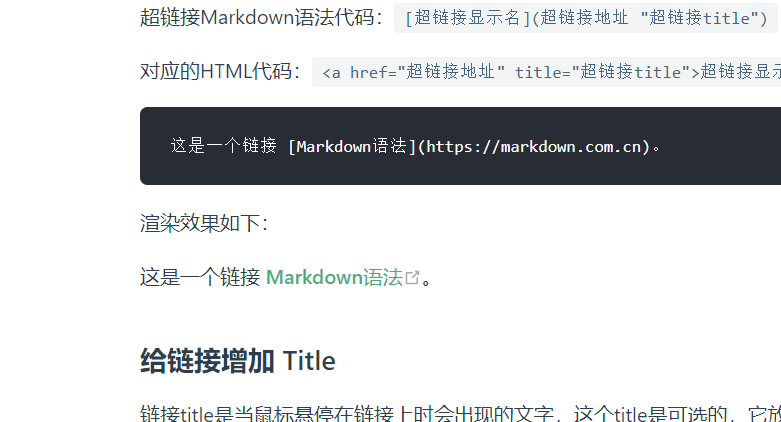 超链接Markdown语法代码：[超链接显示名](超链接地址 "超链接title")
对应的HTML代码：<a href="超链接地址" title="超链接title">超链接显
这是一个链接 [Markdown语法](https://markdown.com.cn)。
渲染效果如下：
这是一个链接 Markdown语法。
给链接增加 Title
链接title是当鼠标悬停在链接上时会出现的文字，这个title是可选的，它放